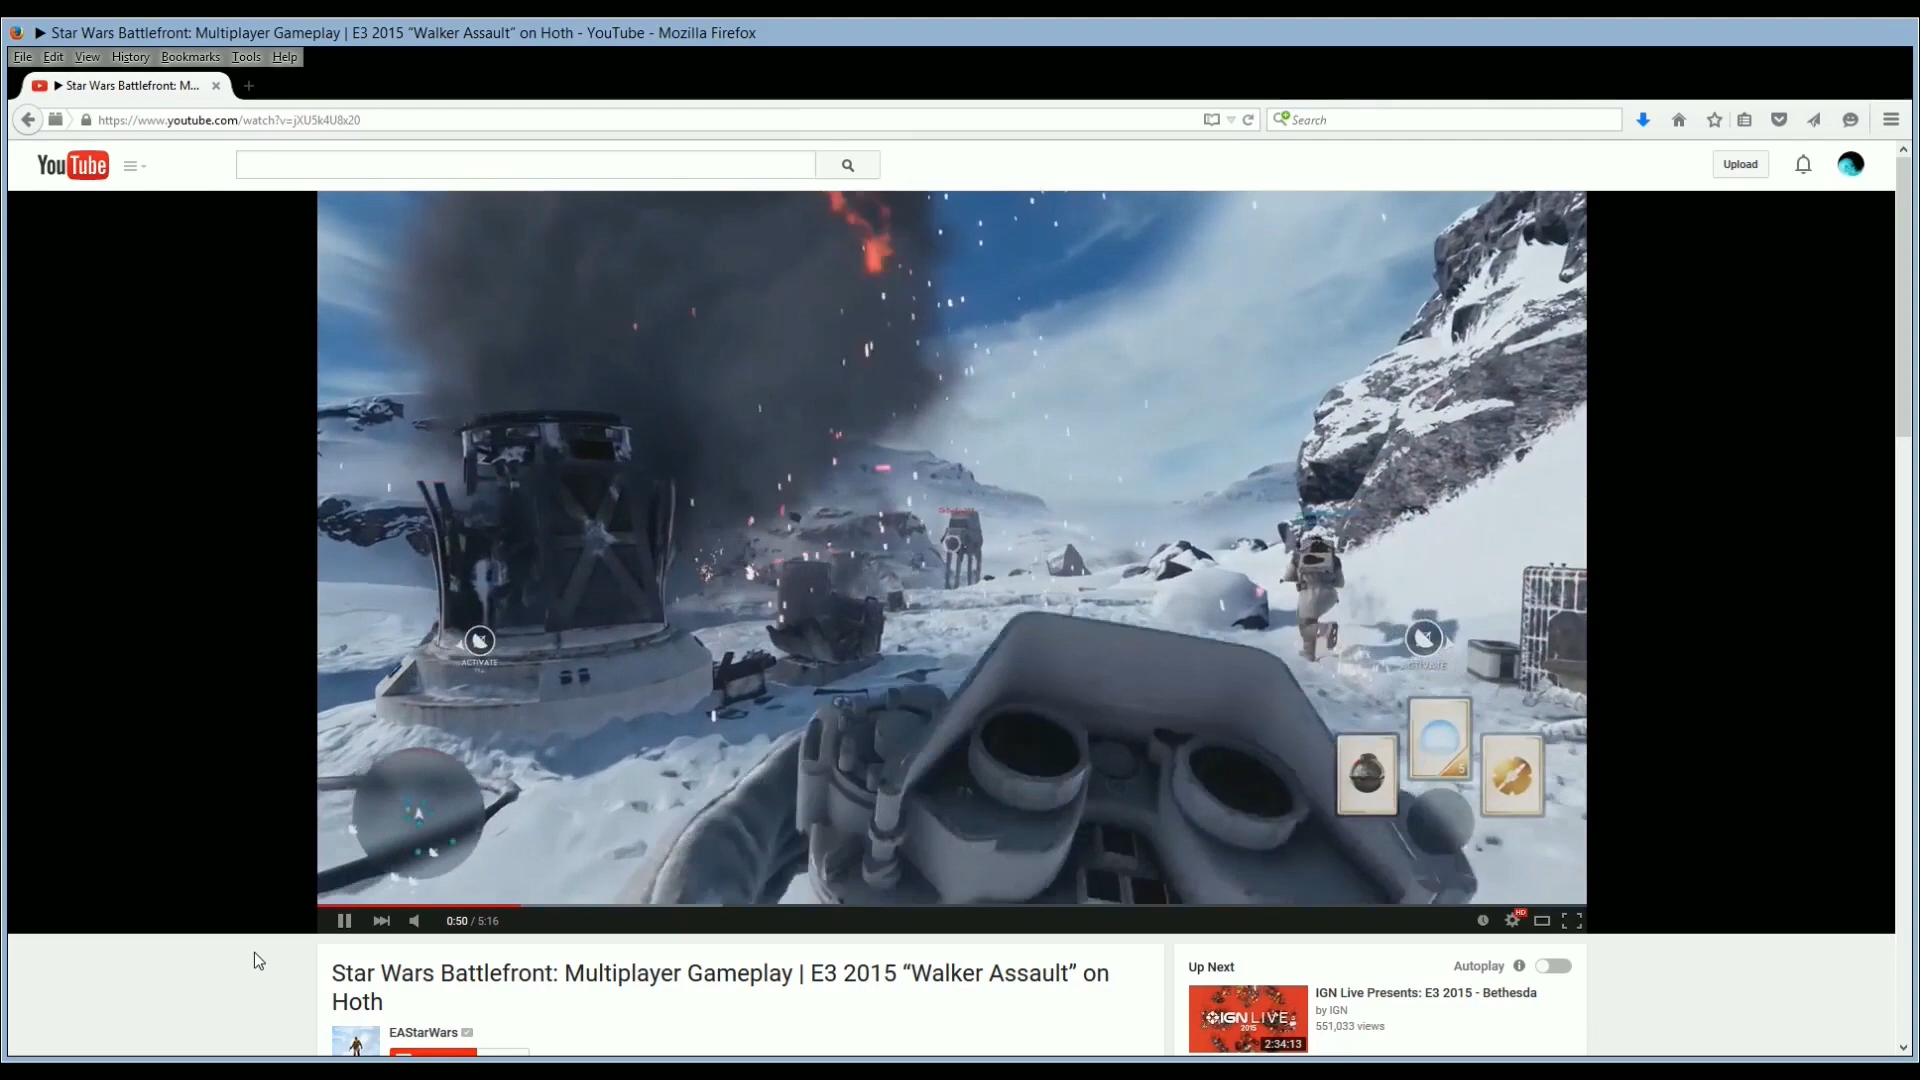 ▶ Star Wars Battlefront: Multiplayer Gameplay | E3 2015 “Walker Assault” on Hoth - YouTube - Mozilla Firefox
File Edit View History Bookmarks Tools Help
▶ Star Wars Battlefront: M...
https://www.youtube.com/watch?v=jXU5k4U8x20
Search
YouTube
Upload
ACTIVATE
ACTIVATE
5
0:50 / 5:16
HD
Star Wars Battlefront: Multiplayer Gameplay | E3 2015 “Walker Assault” on
Hoth
EAStarWars
Up Next
Autoplay
IGN LIVE
2015
2:34:13
IGN Live Presents: E3 2015 - Bethesda
by IGN
551,033 views